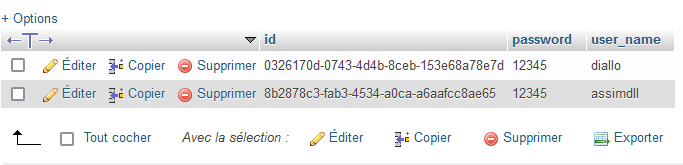 + Options
id password user_name
Éditer Copier Supprimer 0326170d-0743-4d4b-8ceb-153e68a78e7d 12345 diallo
Éditer Copier Supprimer 8b2878c3-fab3-4534-a0ca-a6aafcc8ae65 12345 assimdll
Tout cocher Avec la sélection : Éditer Copier Supprimer Exporter